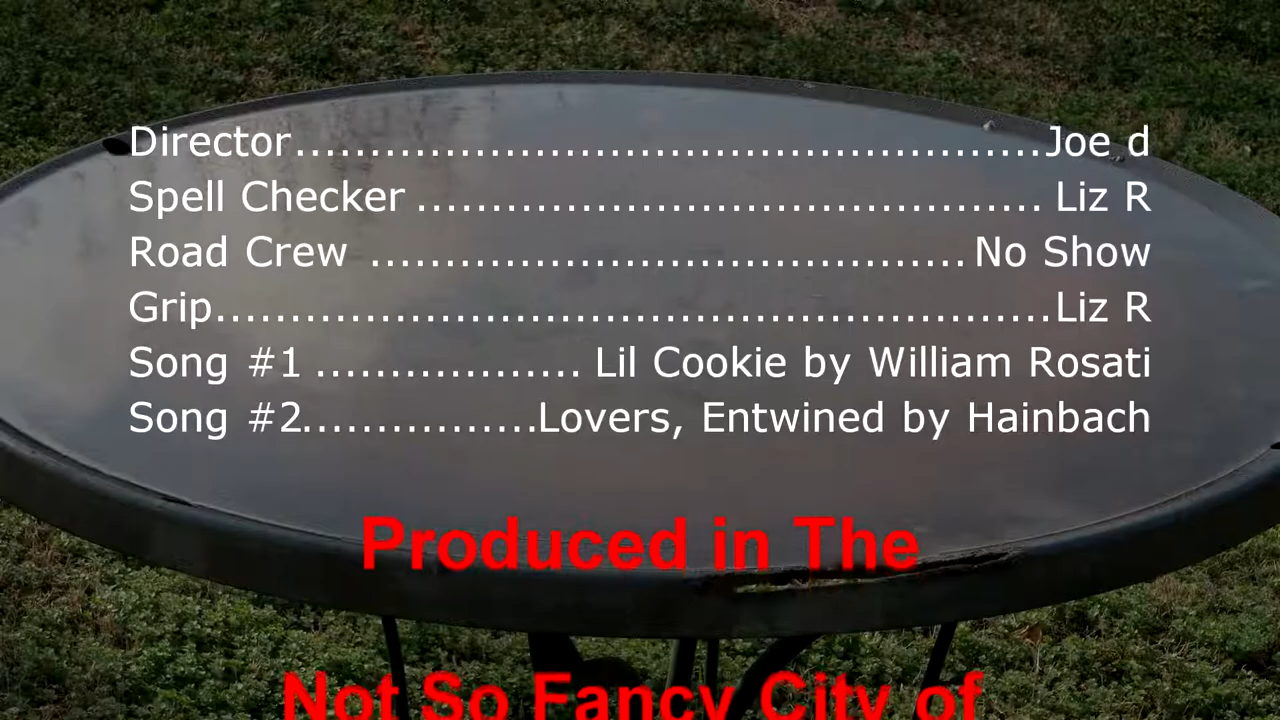 Director..................................................Joe d
Spell Checker .......................................... Liz R
Road Crew ........................................ No Show
Grip........................................................Liz R
Song #1 .................. Lil Cookie by William Rosati
Song #2................Lovers, Entwined by Hainbach
Produced in The
Not So Fancy City of